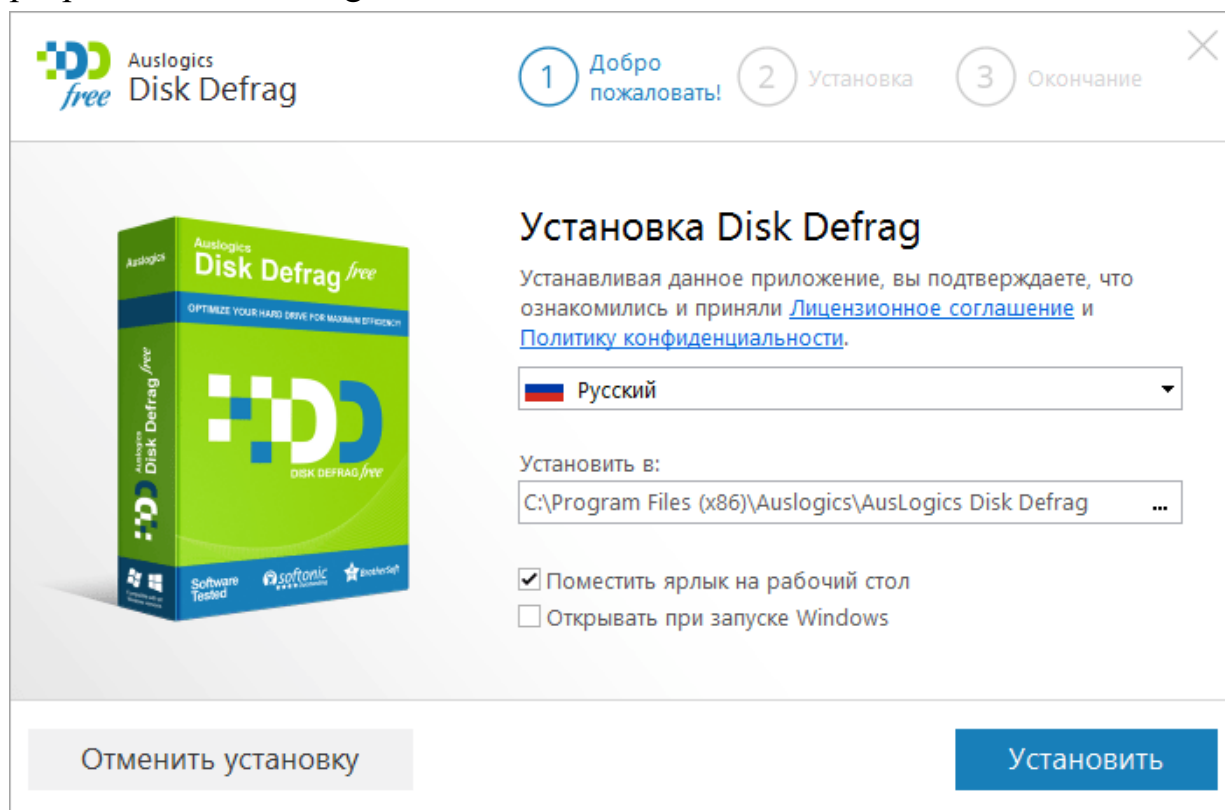 Auslogics
Disk Defrag
free
1
Добро
пожаловать!
2
Установка
3
Окончание
Auslogics
Auslogics
Disk Defrag free
OPTIMIZE YOUR HARD DRIVE FOR MAXIMUM EFFICIENCY!
Auslogics
Disk Defrag free
DISK DEFRAG free
Software
Tested
softonic
BrotherSoft
Установка Disk Defrag
Устанавливая данное приложение, вы подтверждаете, что
ознакомились и приняли Лицензионное соглашение и
Политику конфиденциальности.
Русский
Установить в:
C:\Program Files (x86)\Auslogics\AusLogics Disk Defrag ...
Поместить ярлык на рабочий стол
Открывать при запуске Windows
Отменить установку
Установить